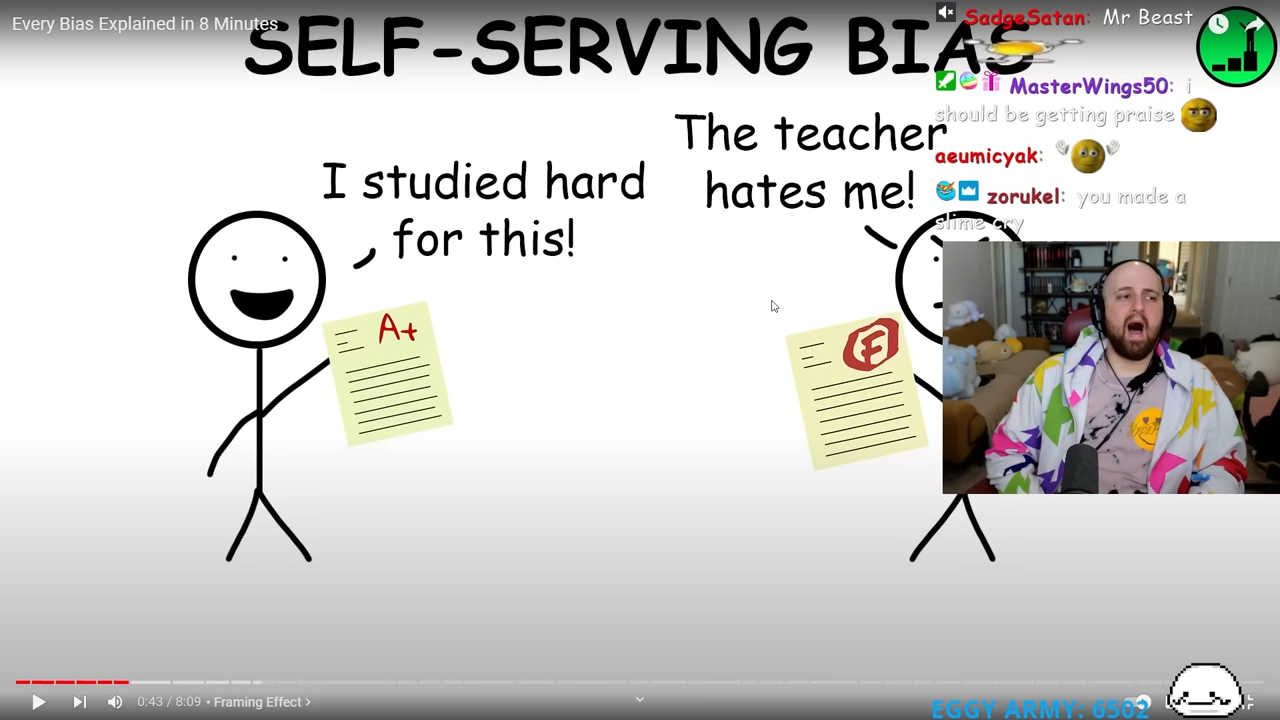 Every Bias Explained in 8 Minutes
SELF-SERVING BIAS
SadgeSatan: Mr Beast
MasterWings50: i
should be getting praise
aeumicyak:
zorukel: you made a
slime cry
I studied hard
for this!
The teacher
hates me!
A+
F
0:43 / 8:09 • Framing Effect
EGGY ARMY: 6502